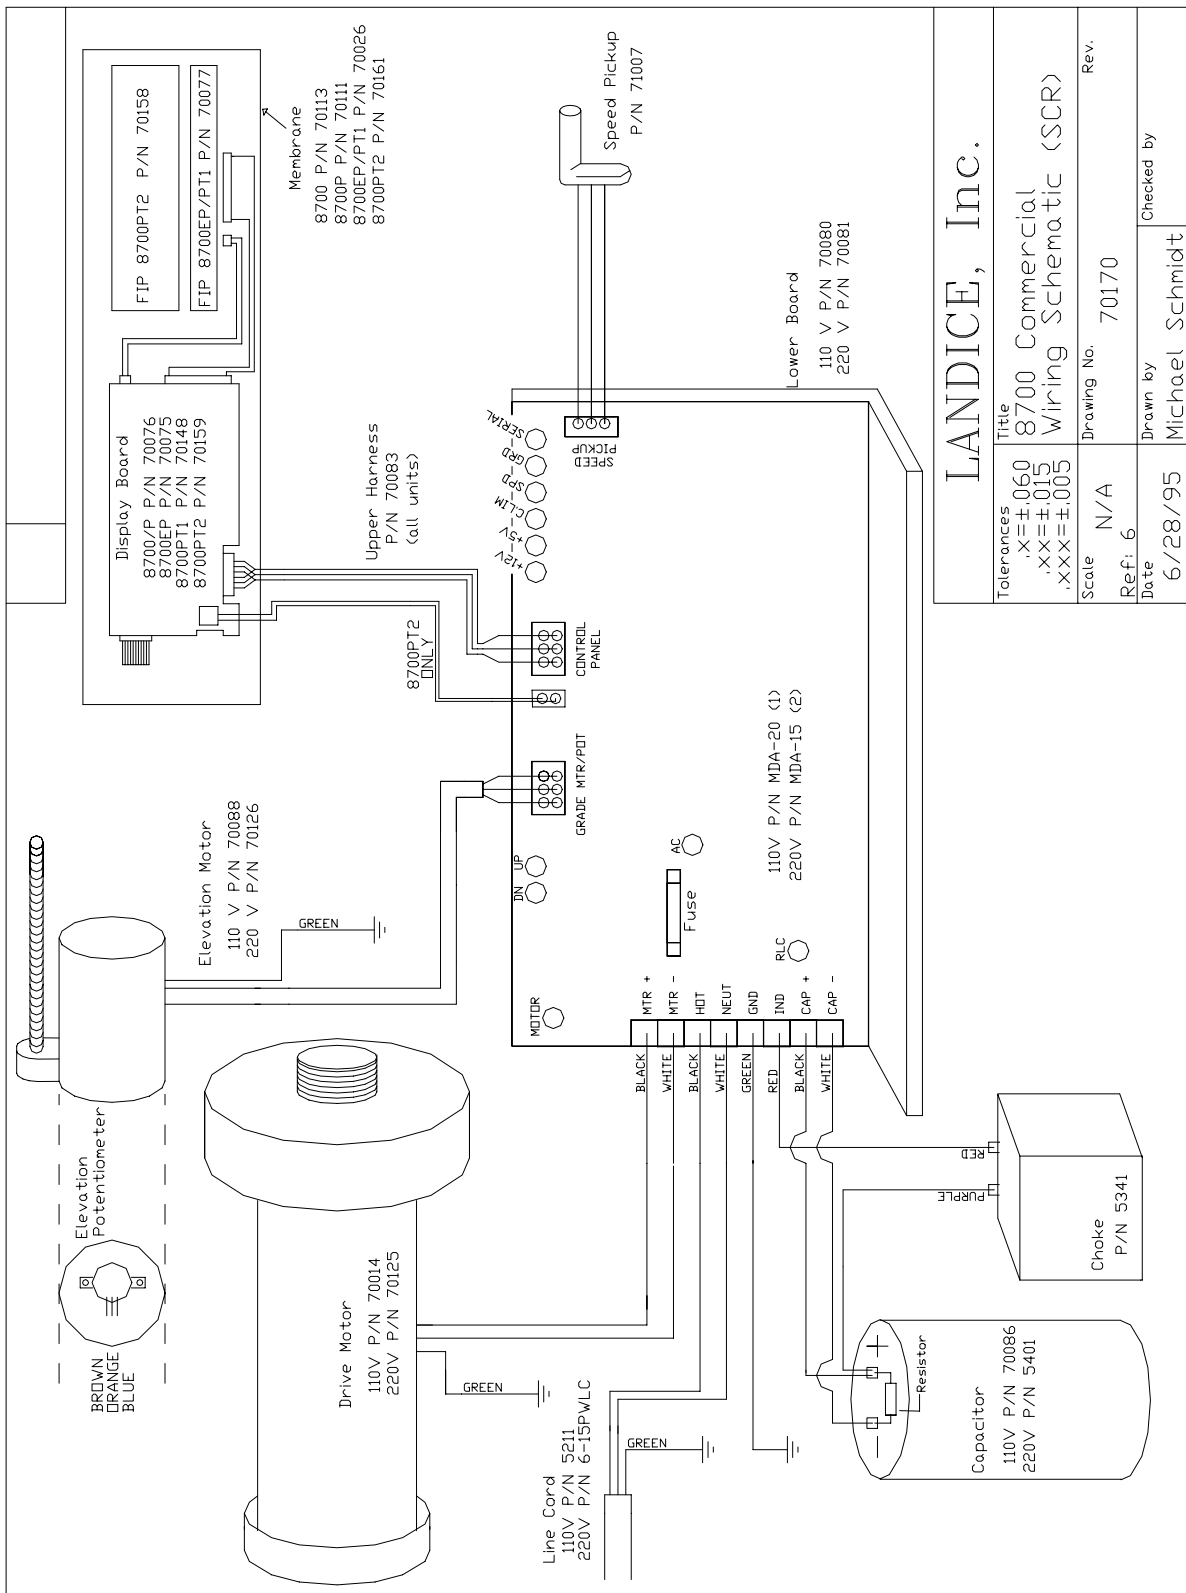 BROWN
ORANGE
BLUE
Elevation
Potentiometer
Elevation Motor
110 V P/N 70088
220 V P/N 70126
GREEN
Display Board
8700/P P/N 70076
8700EP P/N 70075
8700PT1 P/N 70148
8700PT2 P/N 70159
FIP 8700PT2 P/N 70158
FIP 8700EP/PT1 P/N 70077
Membrane
8700 P/N 70113
8700P P/N 70111
8700EP/PT1 P/N 70026
8700PT2 P/N 70161
Upper Harness
P/N 70083
(all units)
8700PT2
ONLY
Drive Motor
110V P/N 70014
220V P/N 70125
GREEN
Line Cord
110V P/N 5211
220V P/N 6-15PWLC
GREEN
MOTOR
DN
UP
GRADE MTR/POT
CONTROL
PANEL
+12V
+5V
C.LIM
SPD
GRD
SERIAL
SPEED
PICKUP
Speed Pickup
P/N 71007
BLACK
MTR +
WHITE
MTR -
BLACK
HOT
WHITE
NEUT
GREEN
GND
RED
IND
BLACK
CAP +
WHITE
CAP -
Fuse
AC
RLC
110V P/N MDA-20 (1)
220V P/N MDA-15 (2)
Lower Board
110 V P/N 70080
220 V P/N 70081
RED
PURPLE
Choke
P/N 5341
+
-
Resistor
Capacitor
110V P/N 70086
220V P/N 5401
LANDICE, Inc.
Tolerances
.X=±.060
.XX=±.015
.XXX=±.005
Title
8700 Commercial
Wiring Schematic (SCR)
Scale
N/A
Ref: 6
Drawing No.
70170
Rev.
Date
6/28/95
Drawn by
Michael Schmidt
Checked by